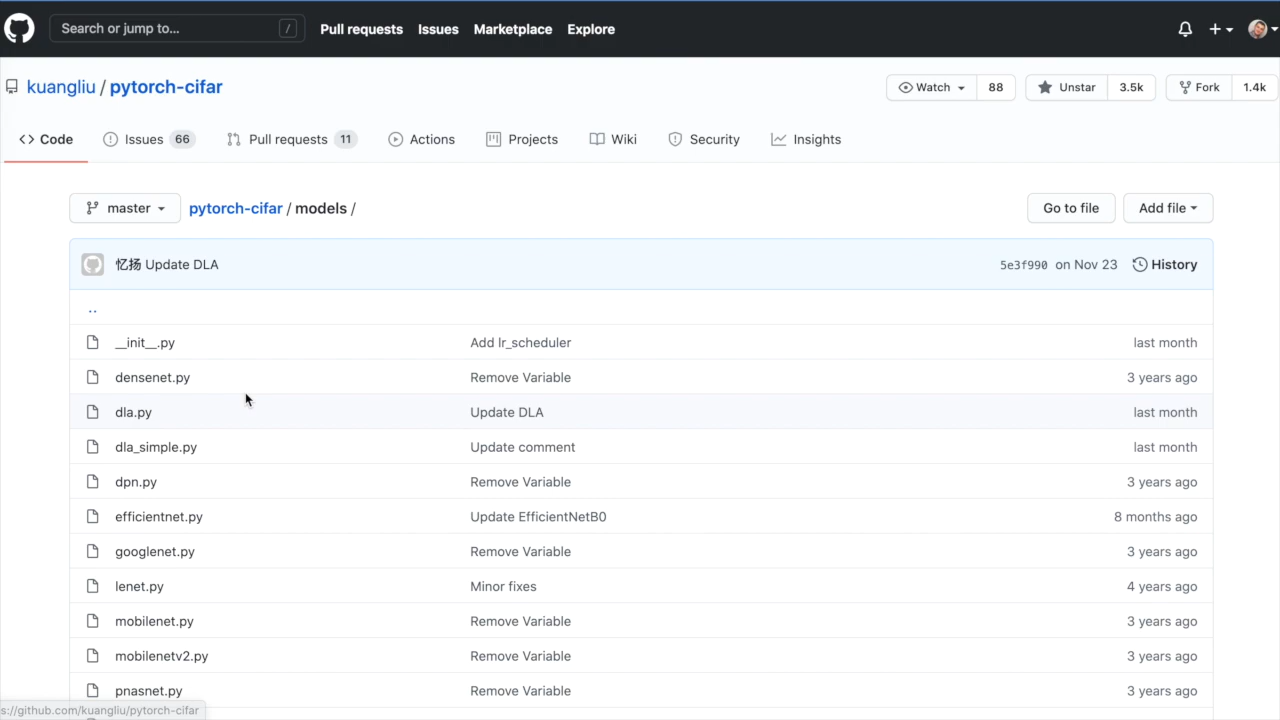 Search or jump to... /
Pull requests Issues Marketplace Explore
kuangliu / pytorch-cifar
Watch 88 Unstar 3.5k Fork 1.4k
Code Issues 66 Pull requests 11 Actions Projects Wiki Security Insights
master pytorch-cifar / models / Go to file Add file
忆扬 Update DLA 5e3f990 on Nov 23 History
..
__init__.py Add lr_scheduler last month
densenet.py Remove Variable 3 years ago
dla.py Update DLA last month
dla_simple.py Update comment last month
dpn.py Remove Variable 3 years ago
efficientnet.py Update EfficientNetB0 8 months ago
googlenet.py Remove Variable 3 years ago
lenet.py Minor fixes 4 years ago
mobilenet.py Remove Variable 3 years ago
mobilenetv2.py Remove Variable 3 years ago
pnasnet.py Remove Variable 3 years ago
s://github.com/kuangliu/pytorch-cifar